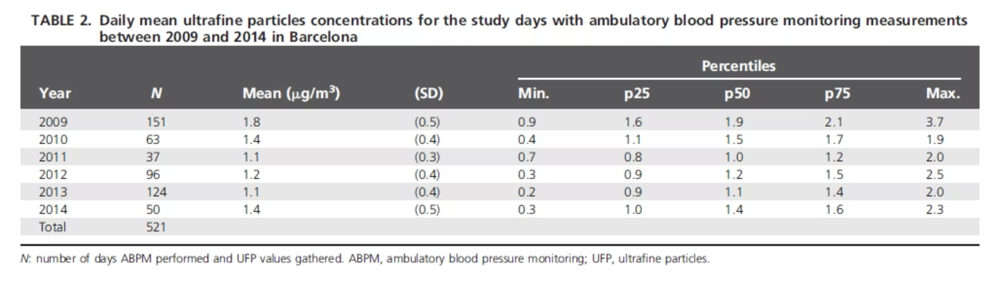 TABLE 2. Daily mean ultrafine particles concentrations for the study days with ambulatory blood pressure monitoring measurements
between 2009 and 2014 in Barcelona
Percentiles
Year N Mean (μg/m³) (SD) Min. p25 p50 p75 Max.
2009 151 1.8 (0.5) 0.9 1.6 1.9 2.1 3.7
2010 63 1.4 (0.4) 0.4 1.1 1.5 1.7 1.9
2011 37 1.1 (0.3) 0.7 0.8 1.0 1.2 2.0
2012 96 1.2 (0.4) 0.3 0.9 1.2 1.5 2.5
2013 124 1.1 (0.4) 0.2 0.9 1.1 1.4 2.0
2014 50 1.4 (0.5) 0.3 1.0 1.4 1.6 2.3
Total 521
N: number of days ABPM performed and UFP values gathered. ABPM, ambulatory blood pressure monitoring; UFP, ultrafine particles.